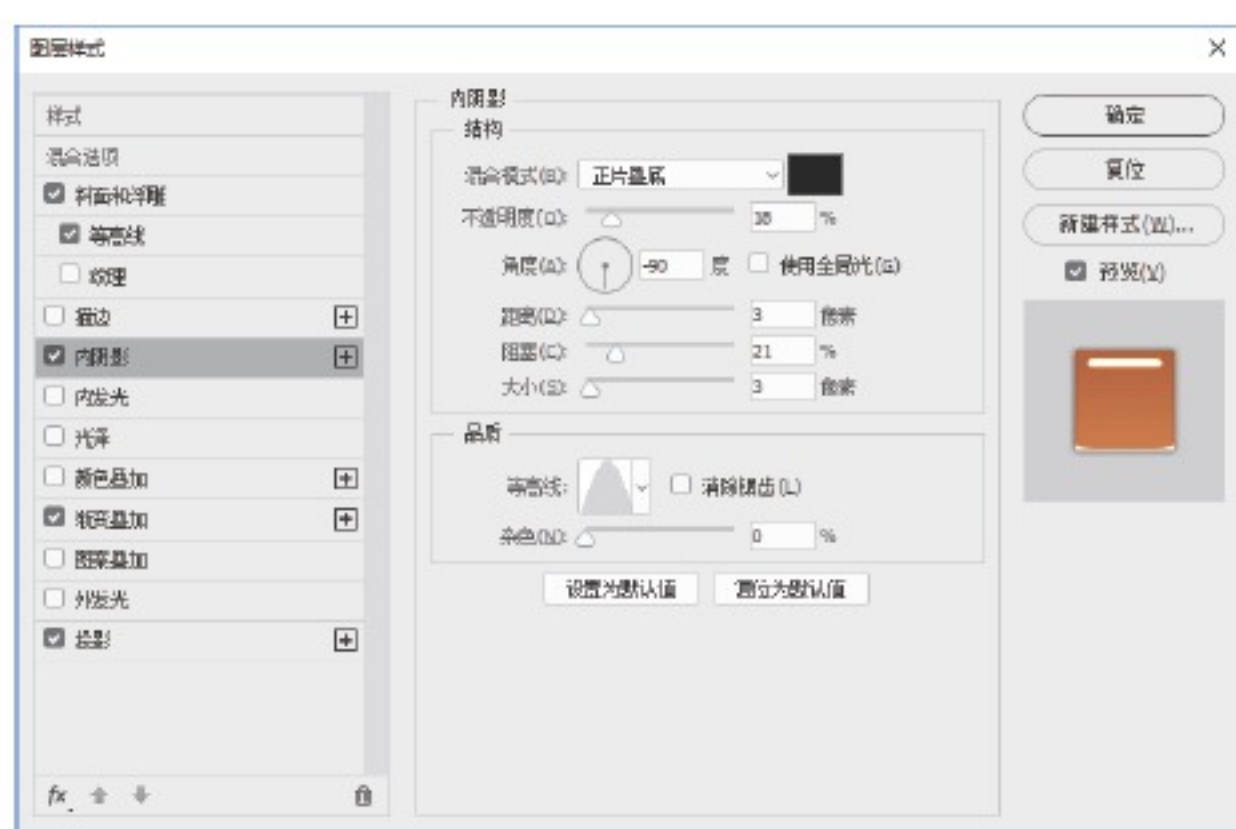 图层样式
样式
混合选项
斜面和浮雕
等高线
纹理
描边
内阴影
内发光
光泽
颜色叠加
渐变叠加
图案叠加
外发光
投影
fx
内阴影
结构
混合模式(B): 正片叠底
不透明度(O): 18 %
角度(A): -90 度 使用全局光(G)
距离(D): 3 像素
阻塞(C): 21 %
大小(S): 3 像素
品质
等高线: 消除锯齿(L)
杂色(N): 0 %
设置为默认值 复位为默认值
确定
复位
新建样式(W)...
预览(V)